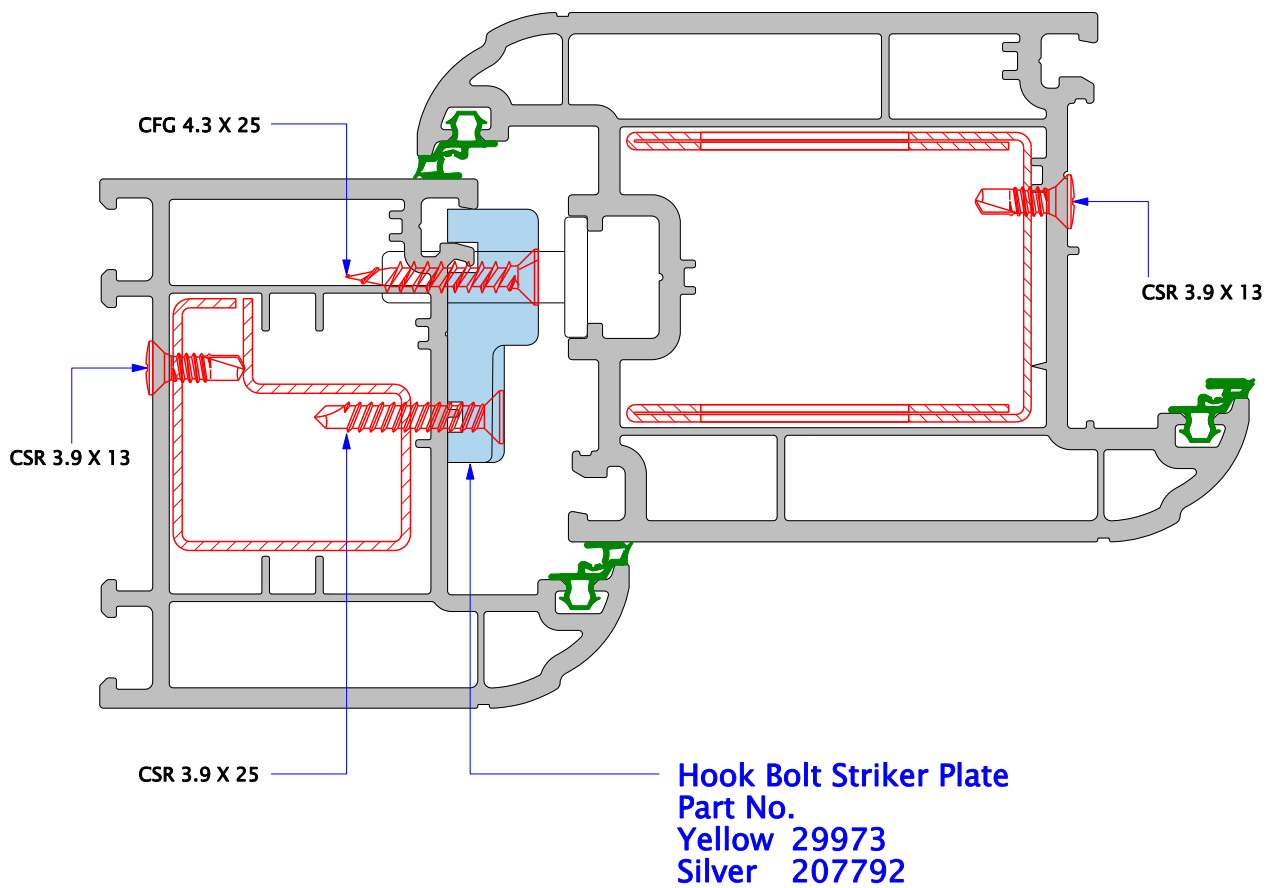 CFG 4.3 X 25
CSR 3.9 X 13
CSR 3.9 X 13
CSR 3.9 X 25
Hook Bolt Striker Plate
Part No.
Yellow 29973
Silver 207792